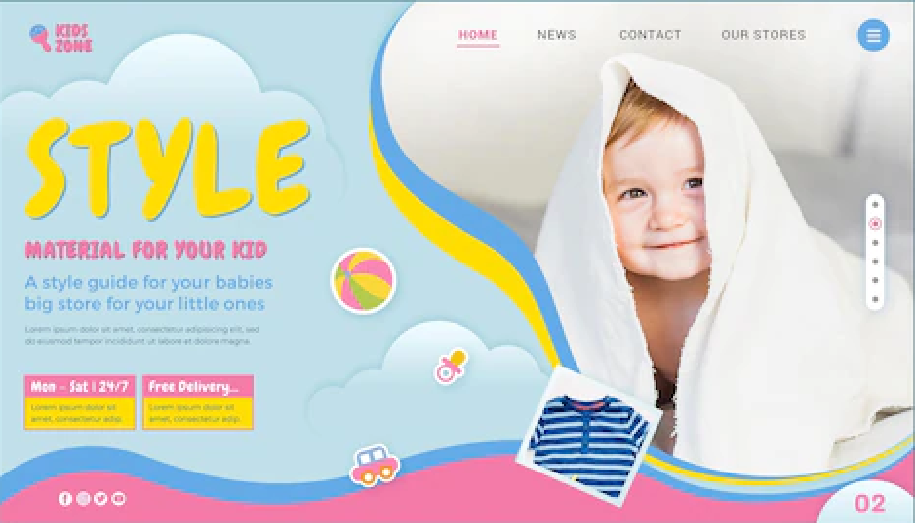 KIDS
ZONE
HOME NEWS CONTACT OUR STORES
STYLE
MATERIAL FOR YOUR KID
A style guide for your babies
big store for your little ones
Lorem ipsum dolor sit amet, consectetur adipiscing elit, sed
do eiusmod tempor incididunt ut labore et dolore magna.
Mon - Sat | 24/7
Lorem ipsum dolor sit
amet, consectetur adip.
Free Delivery...
Lorem ipsum dolor sit
amet, consectetur adip.
02